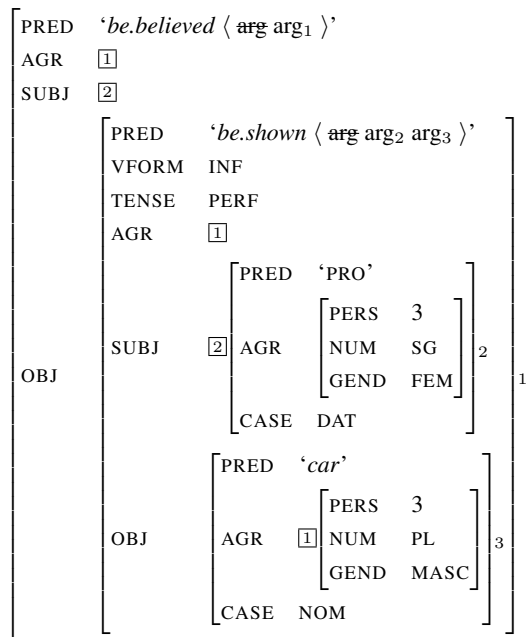 PRED ‘be.believed ⟨ a̶r̶g̶ arg₁ ⟩’
AGR 1
SUBJ 2
PRED ‘be.shown ⟨ a̶r̶g̶ arg₂ arg₃ ⟩’
VFORM INF
TENSE PERF
AGR 1
PRED ‘PRO’
PERS 3
SUBJ 2 AGR NUM SG 2
GEND FEM
OBJ 1
CASE DAT
PRED ‘car’
PERS 3
OBJ AGR 1 NUM PL 3
GEND MASC
CASE NOM